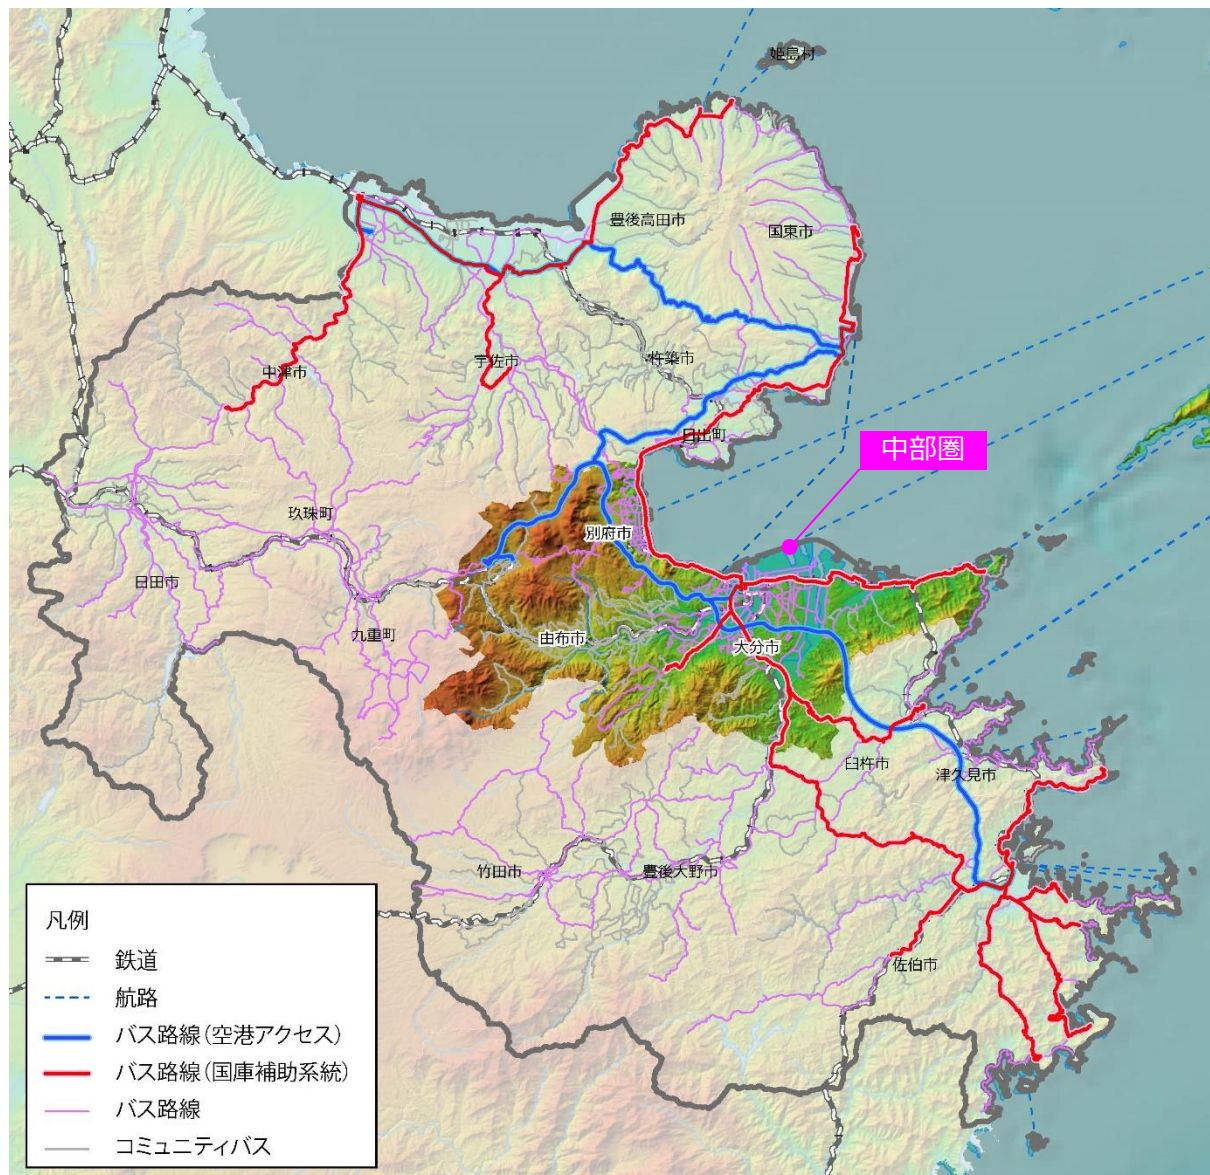 姫島村
豊後高田市
国東市
中津市
宇佐市
杵築市
日出町
中部圏
玖珠町
別府市
日田市
九重町
由布市
大分市
臼杵市
津久見市
竹田市
豊後大野市
佐伯市
凡例
鉄道
航路
バス路線(空港アクセス)
バス路線(国庫補助系統)
バス路線
コミュニティバス